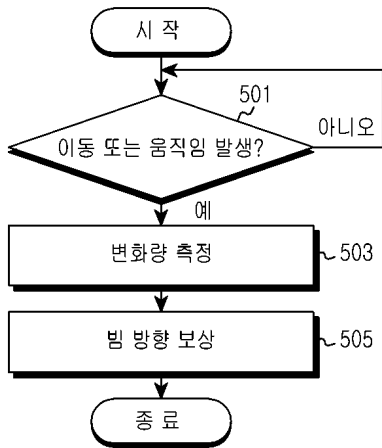 시 작
501
이동 또는 움직임 발생?
아니오
예
변화량 측정
503
빔 방향 보상
505
종 료